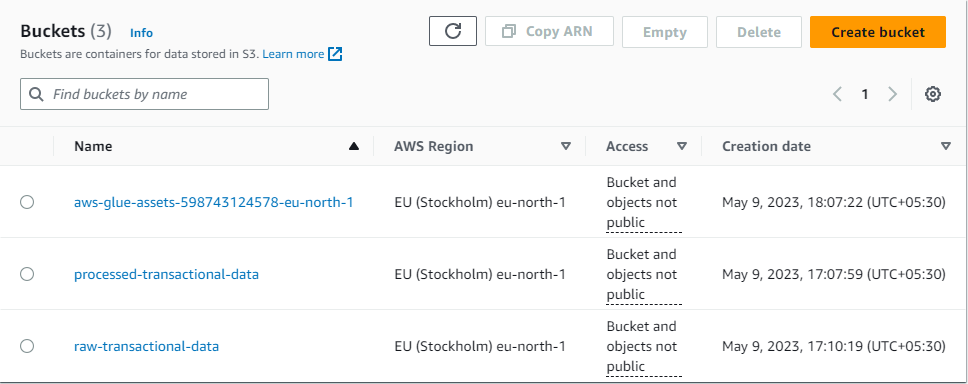 Buckets (3) Info
Copy ARN Empty Delete Create bucket
Buckets are containers for data stored in S3. Learn more
Find buckets by name
1
Name AWS Region Access Creation date
aws-glue-assets-598743124578-eu-north-1 EU (Stockholm) eu-north-1 Bucket and objects not public May 9, 2023, 18:07:22 (UTC+05:30)
processed-transactional-data EU (Stockholm) eu-north-1 Bucket and objects not public May 9, 2023, 17:07:59 (UTC+05:30)
raw-transactional-data EU (Stockholm) eu-north-1 Bucket and objects not public May 9, 2023, 17:10:19 (UTC+05:30)